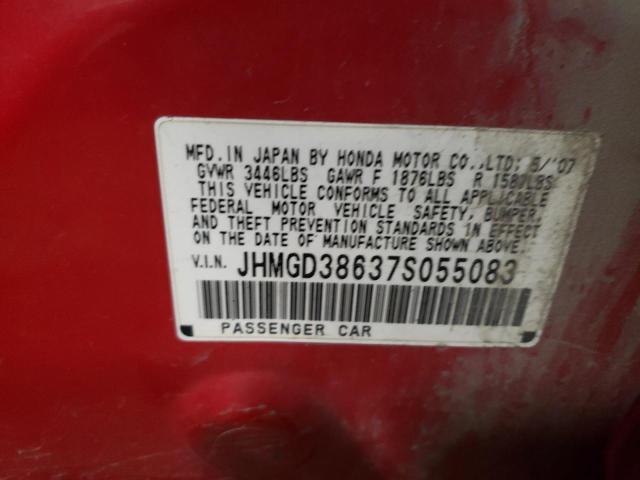 MFD. IN JAPAN BY HONDA MOTOR CO., LTD; 5/'07
GVWR 3446LBS GAWR F 1876LBS R 1587LBS
THIS VEHICLE CONFORMS TO ALL APPLICABLE
FEDERAL MOTOR VEHICLE SAFETY, BUMPER,
AND THEFT PREVENTION STANDARDS IN EFFECT
ON THE DATE OF MANUFACTURE SHOWN ABOVE.
V.I.N. JHMGD38637S055083
PASSENGER CAR